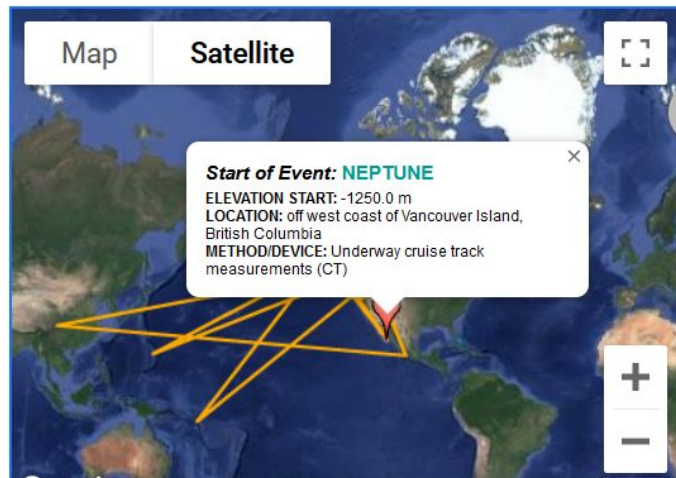 Map
Satellite
Start of Event: NEPTUNE
ELEVATION START: -1250.0 m
LOCATION: off west coast of Vancouver Island,
British Columbia
METHOD/DEVICE: Underway cruise track
measurements (CT)